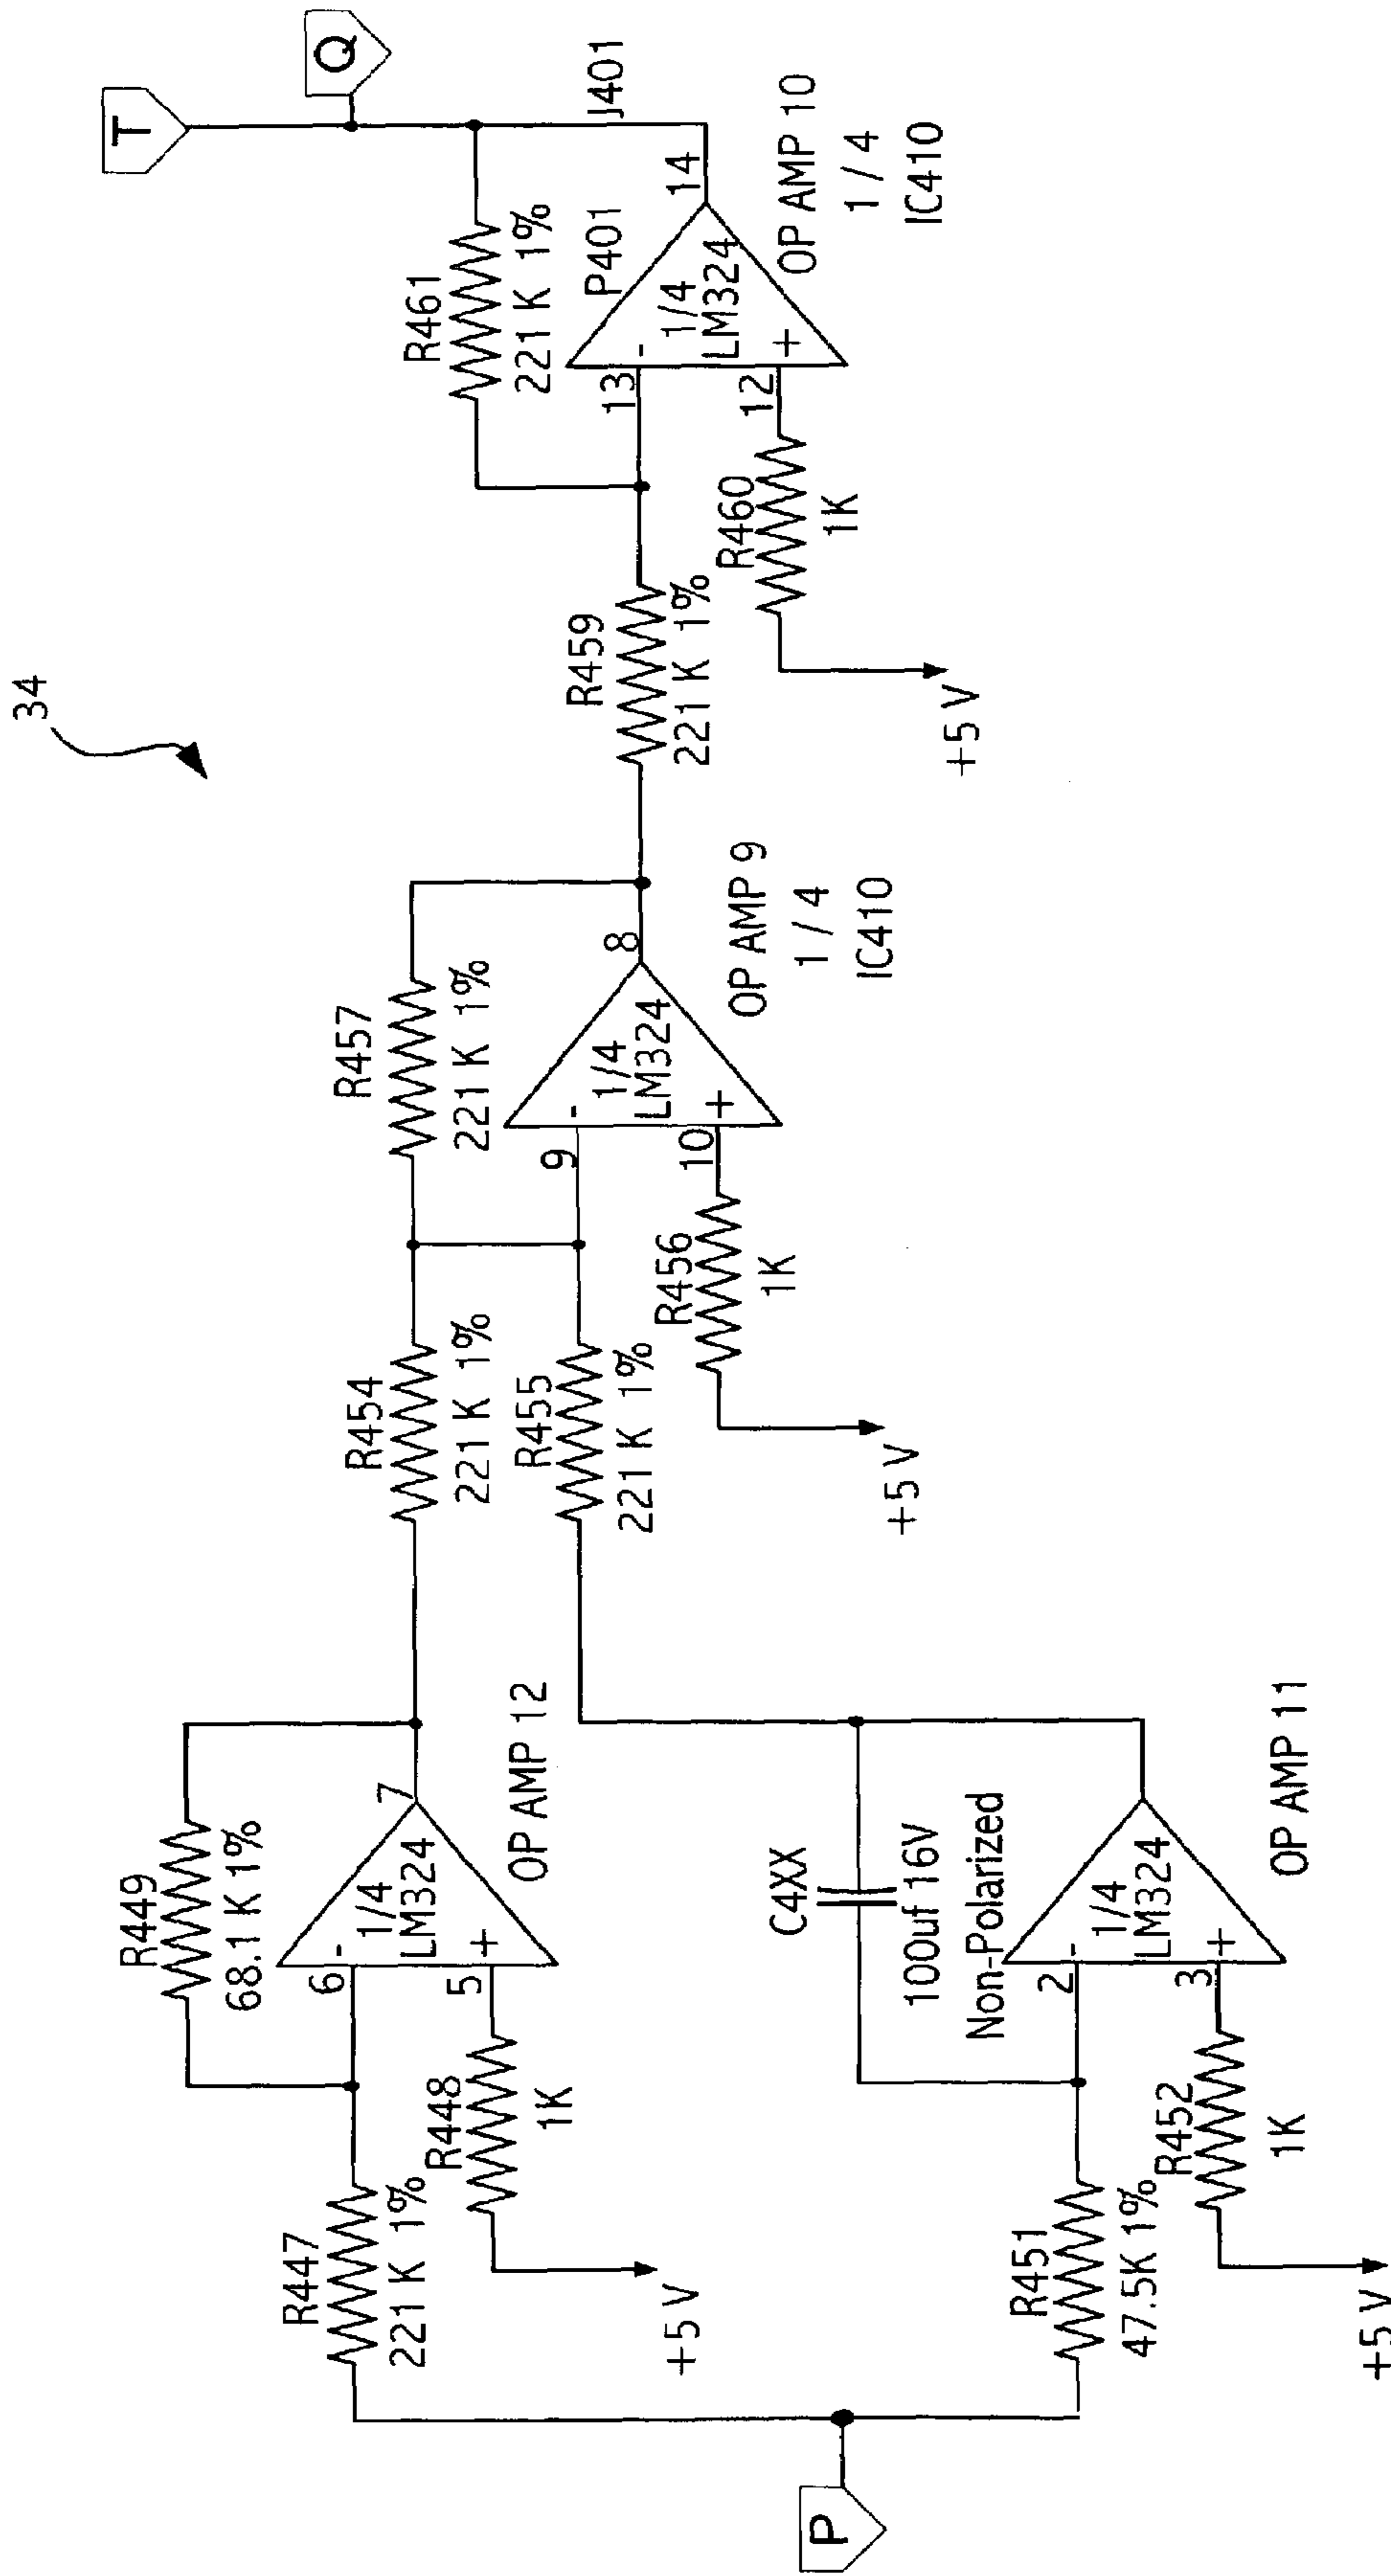 34
T
Q
J401
R461
221 K 1%
P401
13
-
1/4
LM324
14
12
+
OP AMP 10
1 / 4
IC410
R460
1K
+5 V
R459
221 K 1%
R457
221 K 1%
9
-
1/4
LM324
8
10
+
OP AMP 9
1 / 4
IC410
R456
1K
+5 V
R454
221 K 1%
R455
221 K 1%
R449
68.1 K 1%
6
-
1/4
LM324
7
5
+
OP AMP 12
R447
221 K 1%
R448
1K
+5 V
C4XX
100uf 16V
Non-Polarized
2
-
1/4
LM324
3
+
OP AMP 11
R451
47.5K 1%
R452
1K
+5 V
P